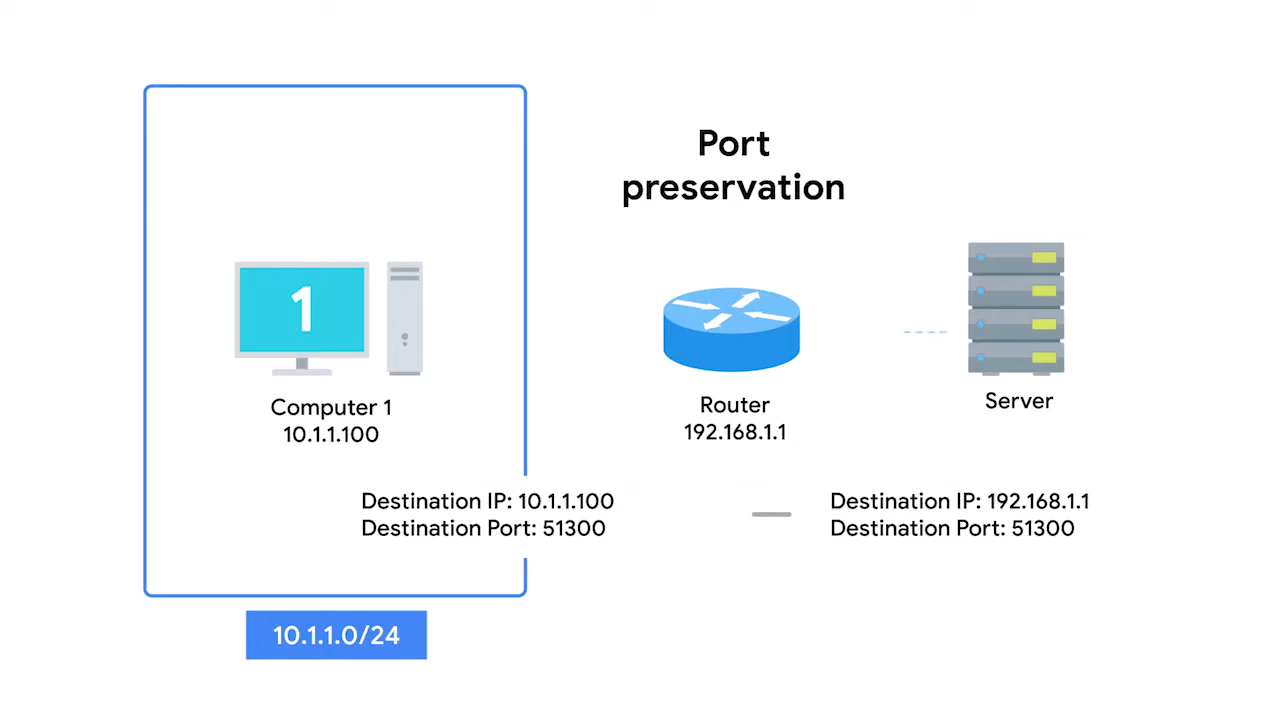 Port
preservation
1
Computer 1
10.1.1.100
Router
192.168.1.1
Server
Destination IP: 10.1.1.100
Destination Port: 51300
Destination IP: 192.168.1.1
Destination Port: 51300
10.1.1.0/24